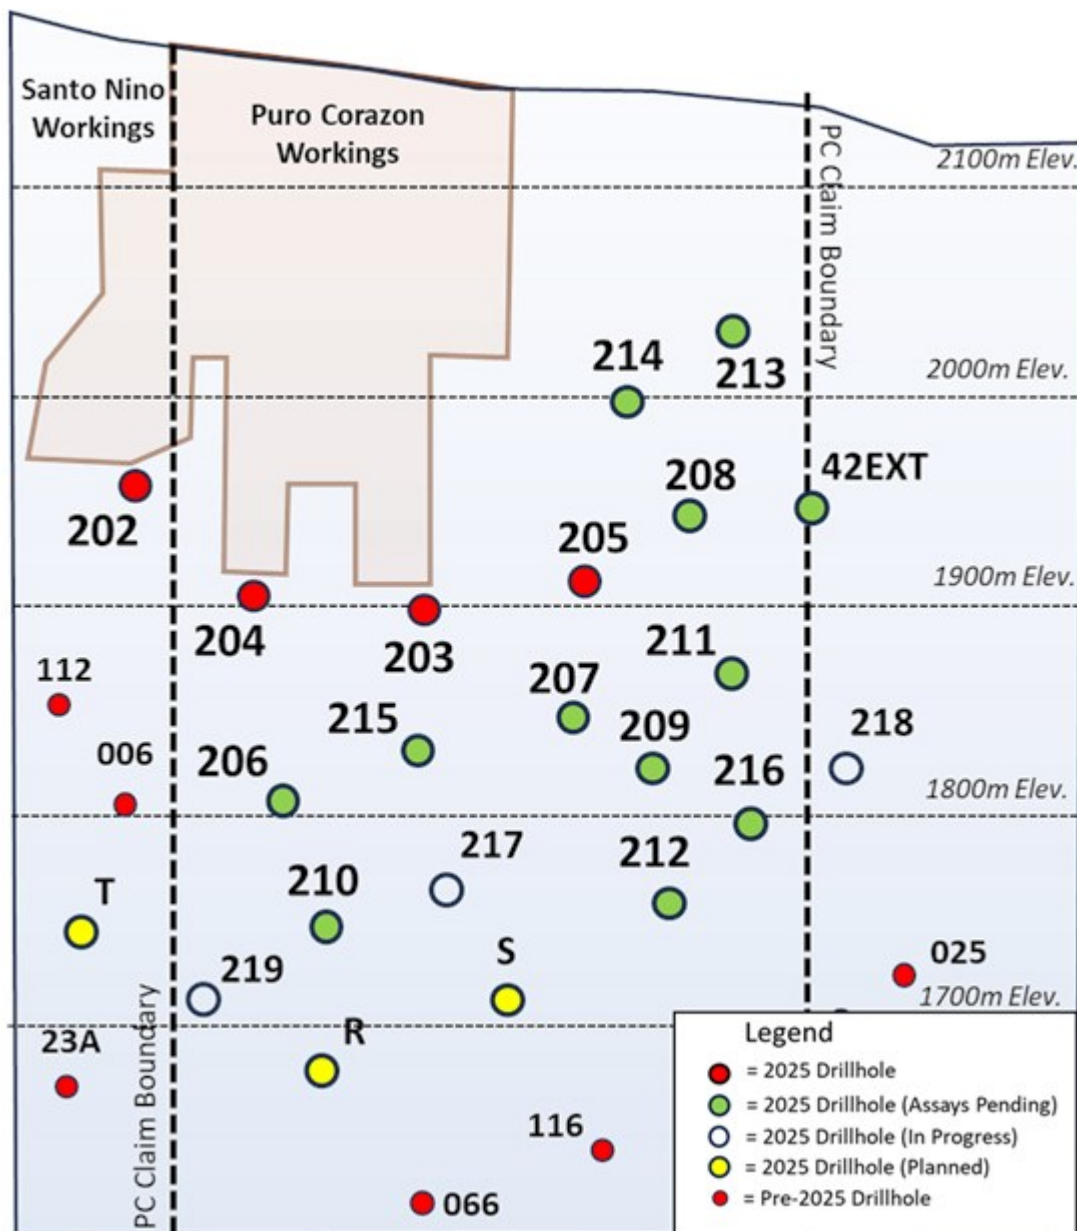 Santo Nino
Workings
Puro Corazon
Workings
PC Claim Boundary
2100m Elev.
214
213
2000m Elev.
208
42EXT
202
205
1900m Elev.
204
203
211
112
207
215
209
218
006
206
216
1800m Elev.
217
212
210
T
S
025
219
1700m Elev.
R
23A
PC Claim Boundary
116
066
Legend
= 2025 Drillhole
= 2025 Drillhole (Assays Pending)
= 2025 Drillhole (In Progress)
= 2025 Drillhole (Planned)
= Pre-2025 Drillhole